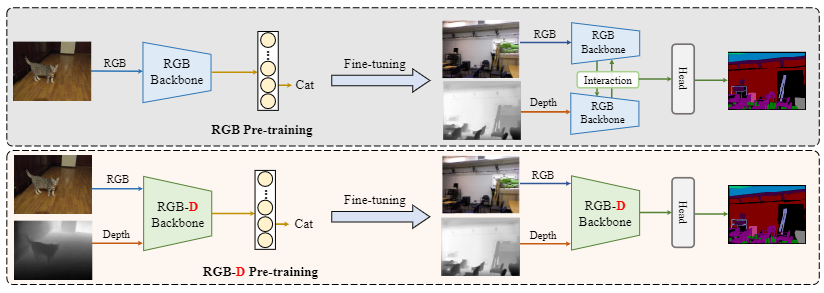 RGB
RGB
Backbone
Cat
RGB Pre-training
Fine-tuning
RGB
RGB
Backbone
Interaction
Depth
RGB
Backbone
Head
RGB
Depth
RGB-D
Backbone
Cat
RGB-D Pre-training
Fine-tuning
RGB
Depth
RGB-D
Backbone
Head